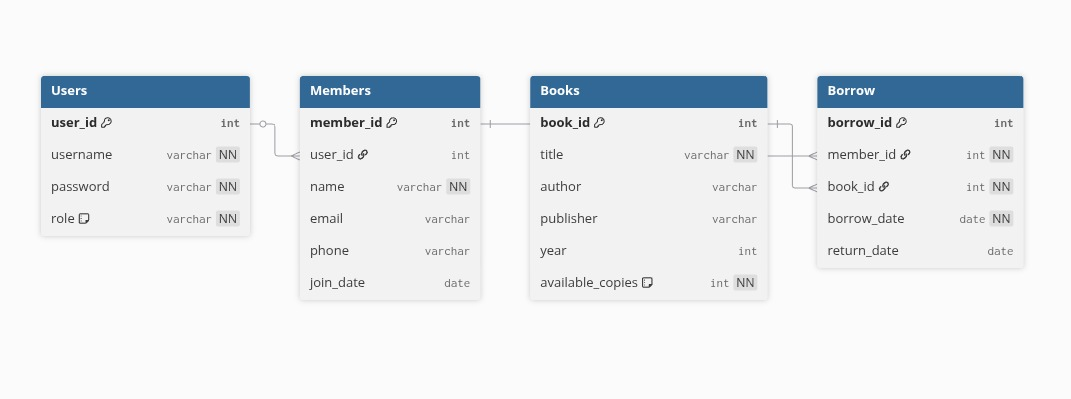 Users
user_id int
username varchar NN
password varchar NN
role varchar NN
Members
member_id int
user_id int
name varchar NN
email varchar
phone varchar
join_date date
Books
book_id int
title varchar NN
author varchar
publisher varchar
year int
available_copies int NN
Borrow
borrow_id int
member_id int NN
book_id int NN
borrow_date date NN
return_date date